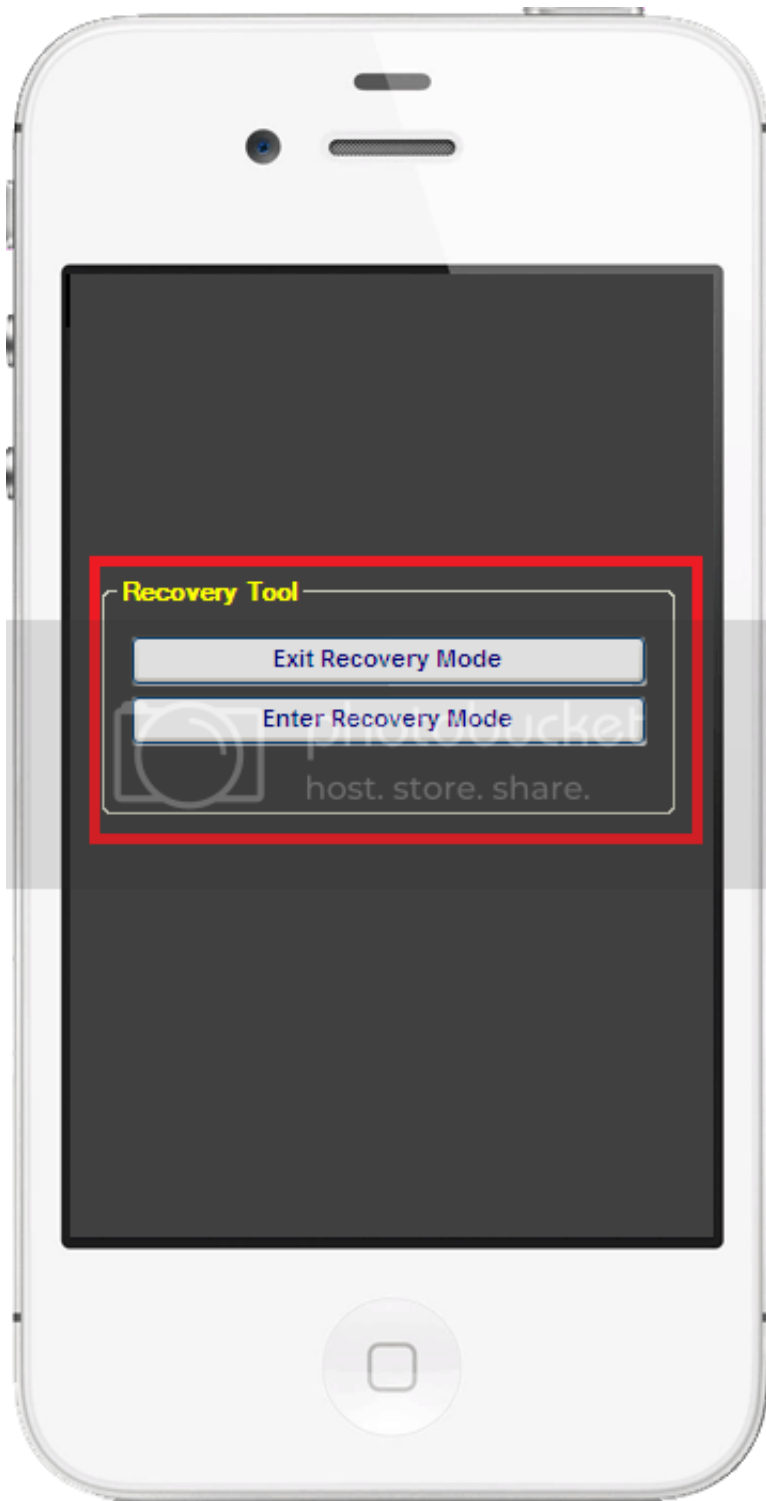 Recovery Tool
Exit Recovery Mode
Enter Recovery Mode
photobucket
host. store. share.